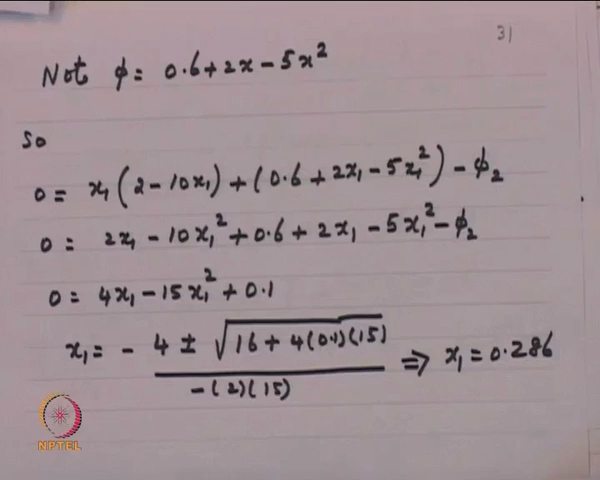 31
Not φ = 0.6 + 2x - 5x²
So
0 = x₁(2 - 10x₁) + (0.6 + 2x₁ - 5x₁²) - φ₂
0 = 2x₁ - 10x₁² + 0.6 + 2x₁ - 5x₁² - φ₂
0 = 4x₁ - 15x₁² + 0.1
x₁ = - 4 ± √16 + 4(0.1)(15) / -(2)(15) ⇒ x₁ = 0.286
NPTEL